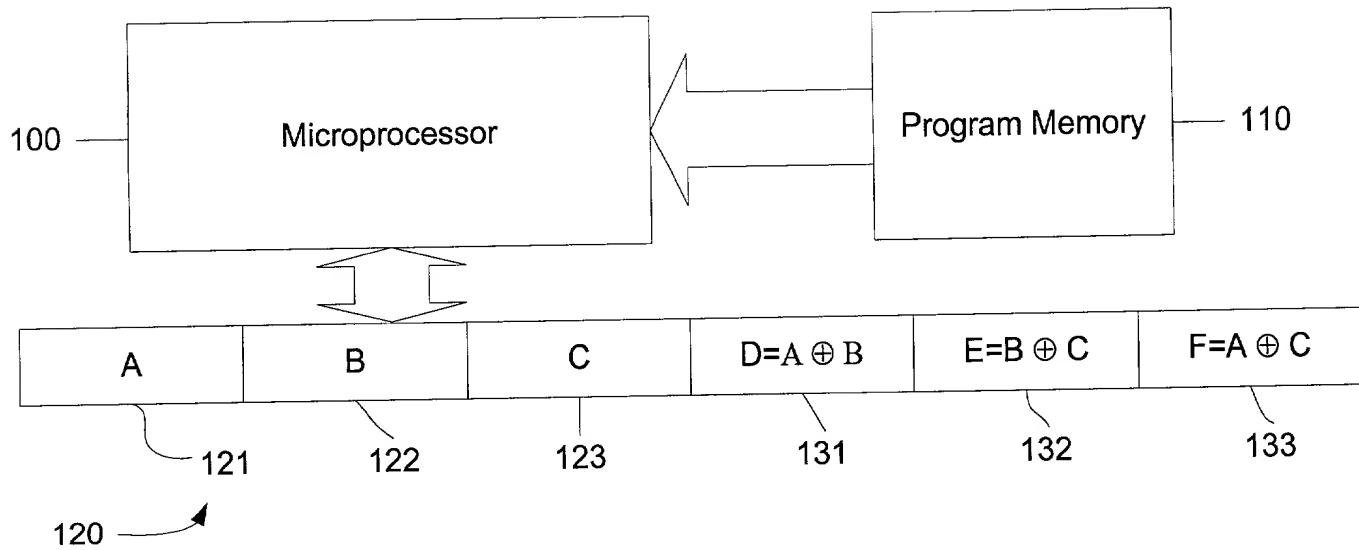 100 Microprocessor Program Memory 110
A B C D=A ⊕ B E=B ⊕ C F=A ⊕ C
121 122 123 131 132 133
120